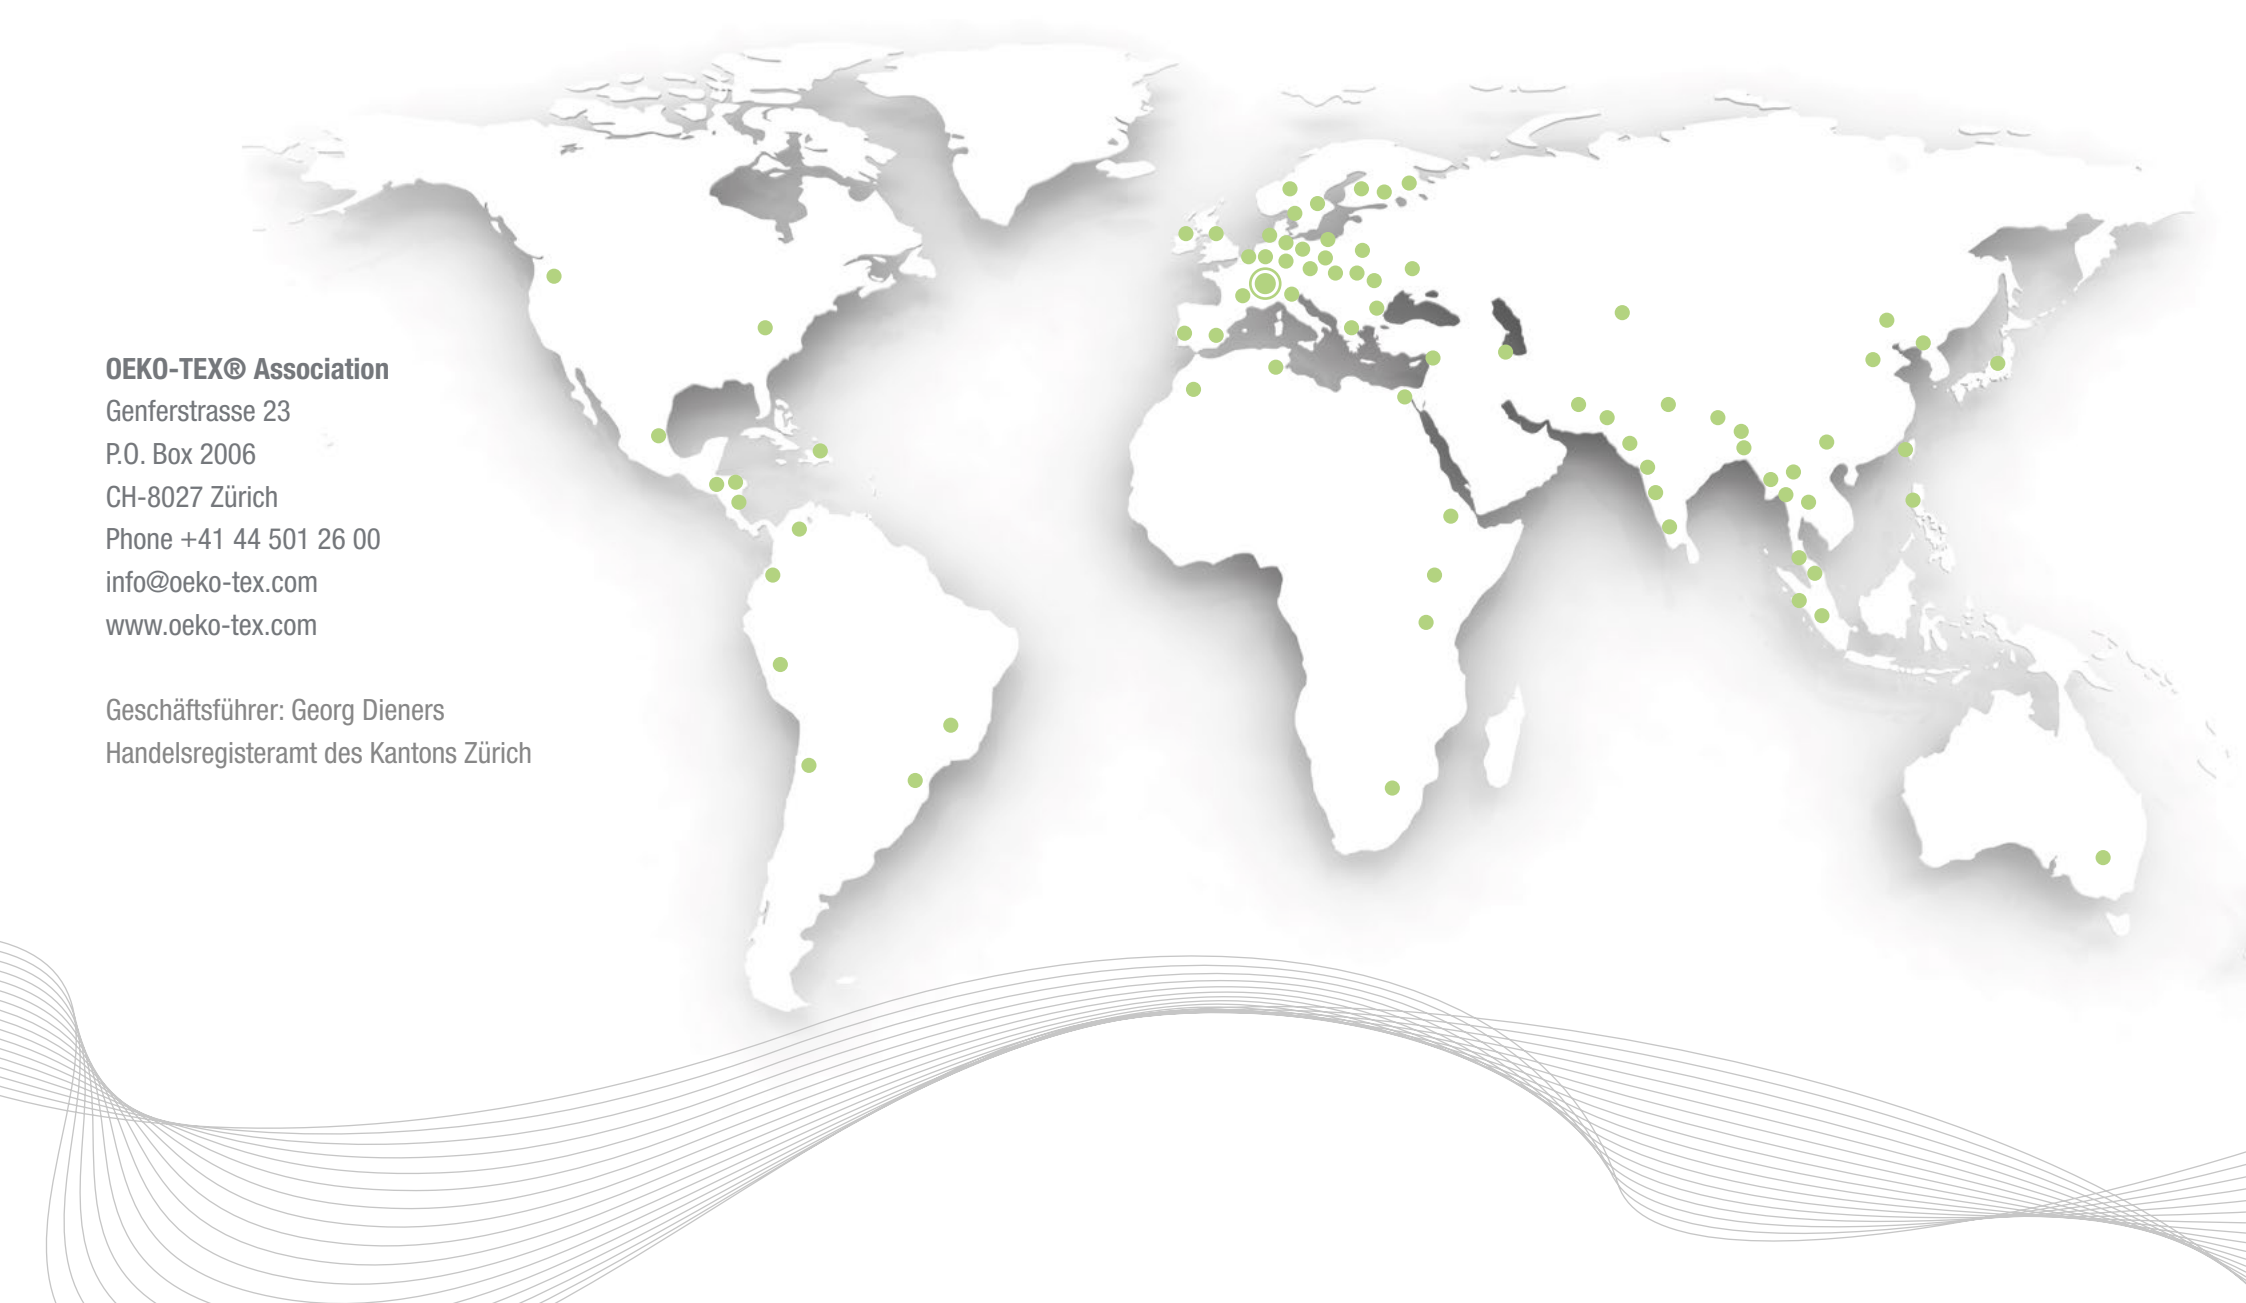 OEKO-TEX® Association
Genferstrasse 23
P.O. Box 2006
CH-8027 Zürich
Phone +41 44 501 26 00
info@oeko-tex.com
www.oeko-tex.com
Geschäftsführer: Georg Dieners
Handelsregisteramt des Kantons Zürich